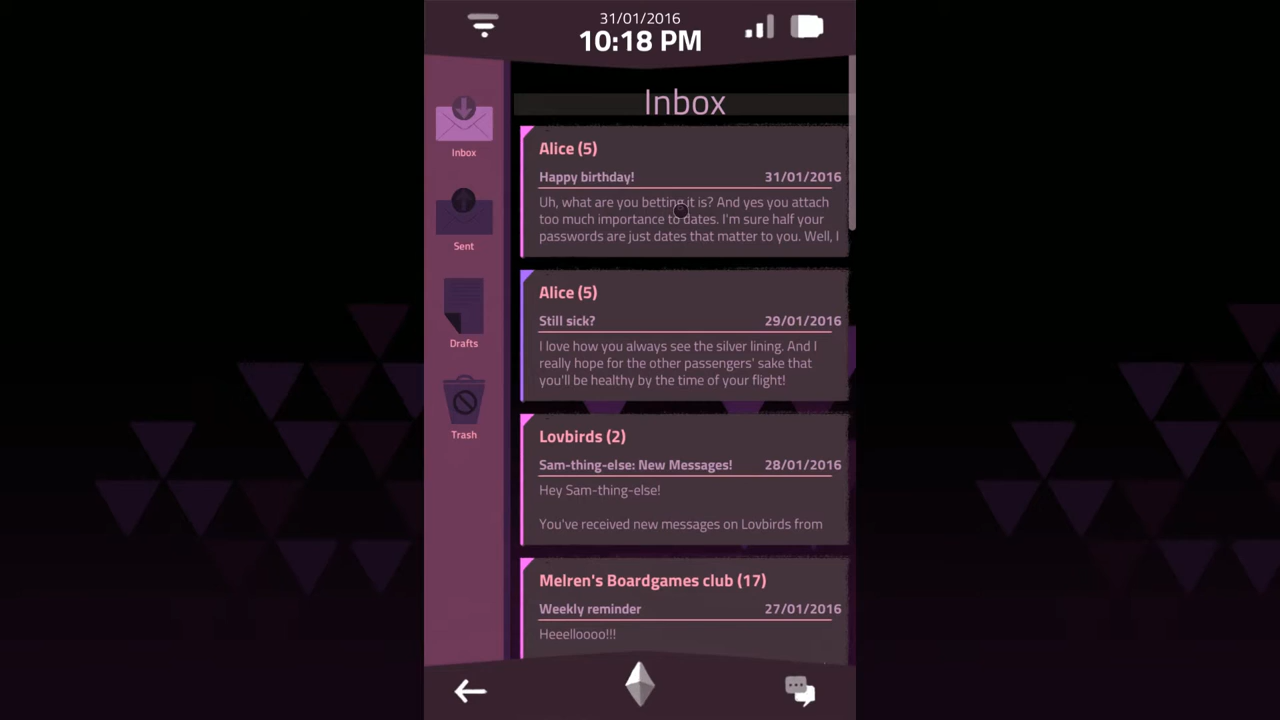 31/01/2016
10:18 PM
Inbox
Inbox
Sent
Drafts
Trash
Alice (5)
Happy birthday! 31/01/2016
Uh, what are you betting it is? And yes you attach
too much importance to dates. I'm sure half your
passwords are just dates that matter to you. Well, I
Alice (5)
Still sick? 29/01/2016
I love how you always see the silver lining. And I
really hope for the other passengers' sake that
you'll be healthy by the time of your flight!
Lovbirds (2)
Sam-thing-else: New Messages! 28/01/2016
Hey Sam-thing-else!
You've received new messages on Lovbirds from
Melren's Boardgames club (17)
Weekly reminder 27/01/2016
Heeelloooo!!!